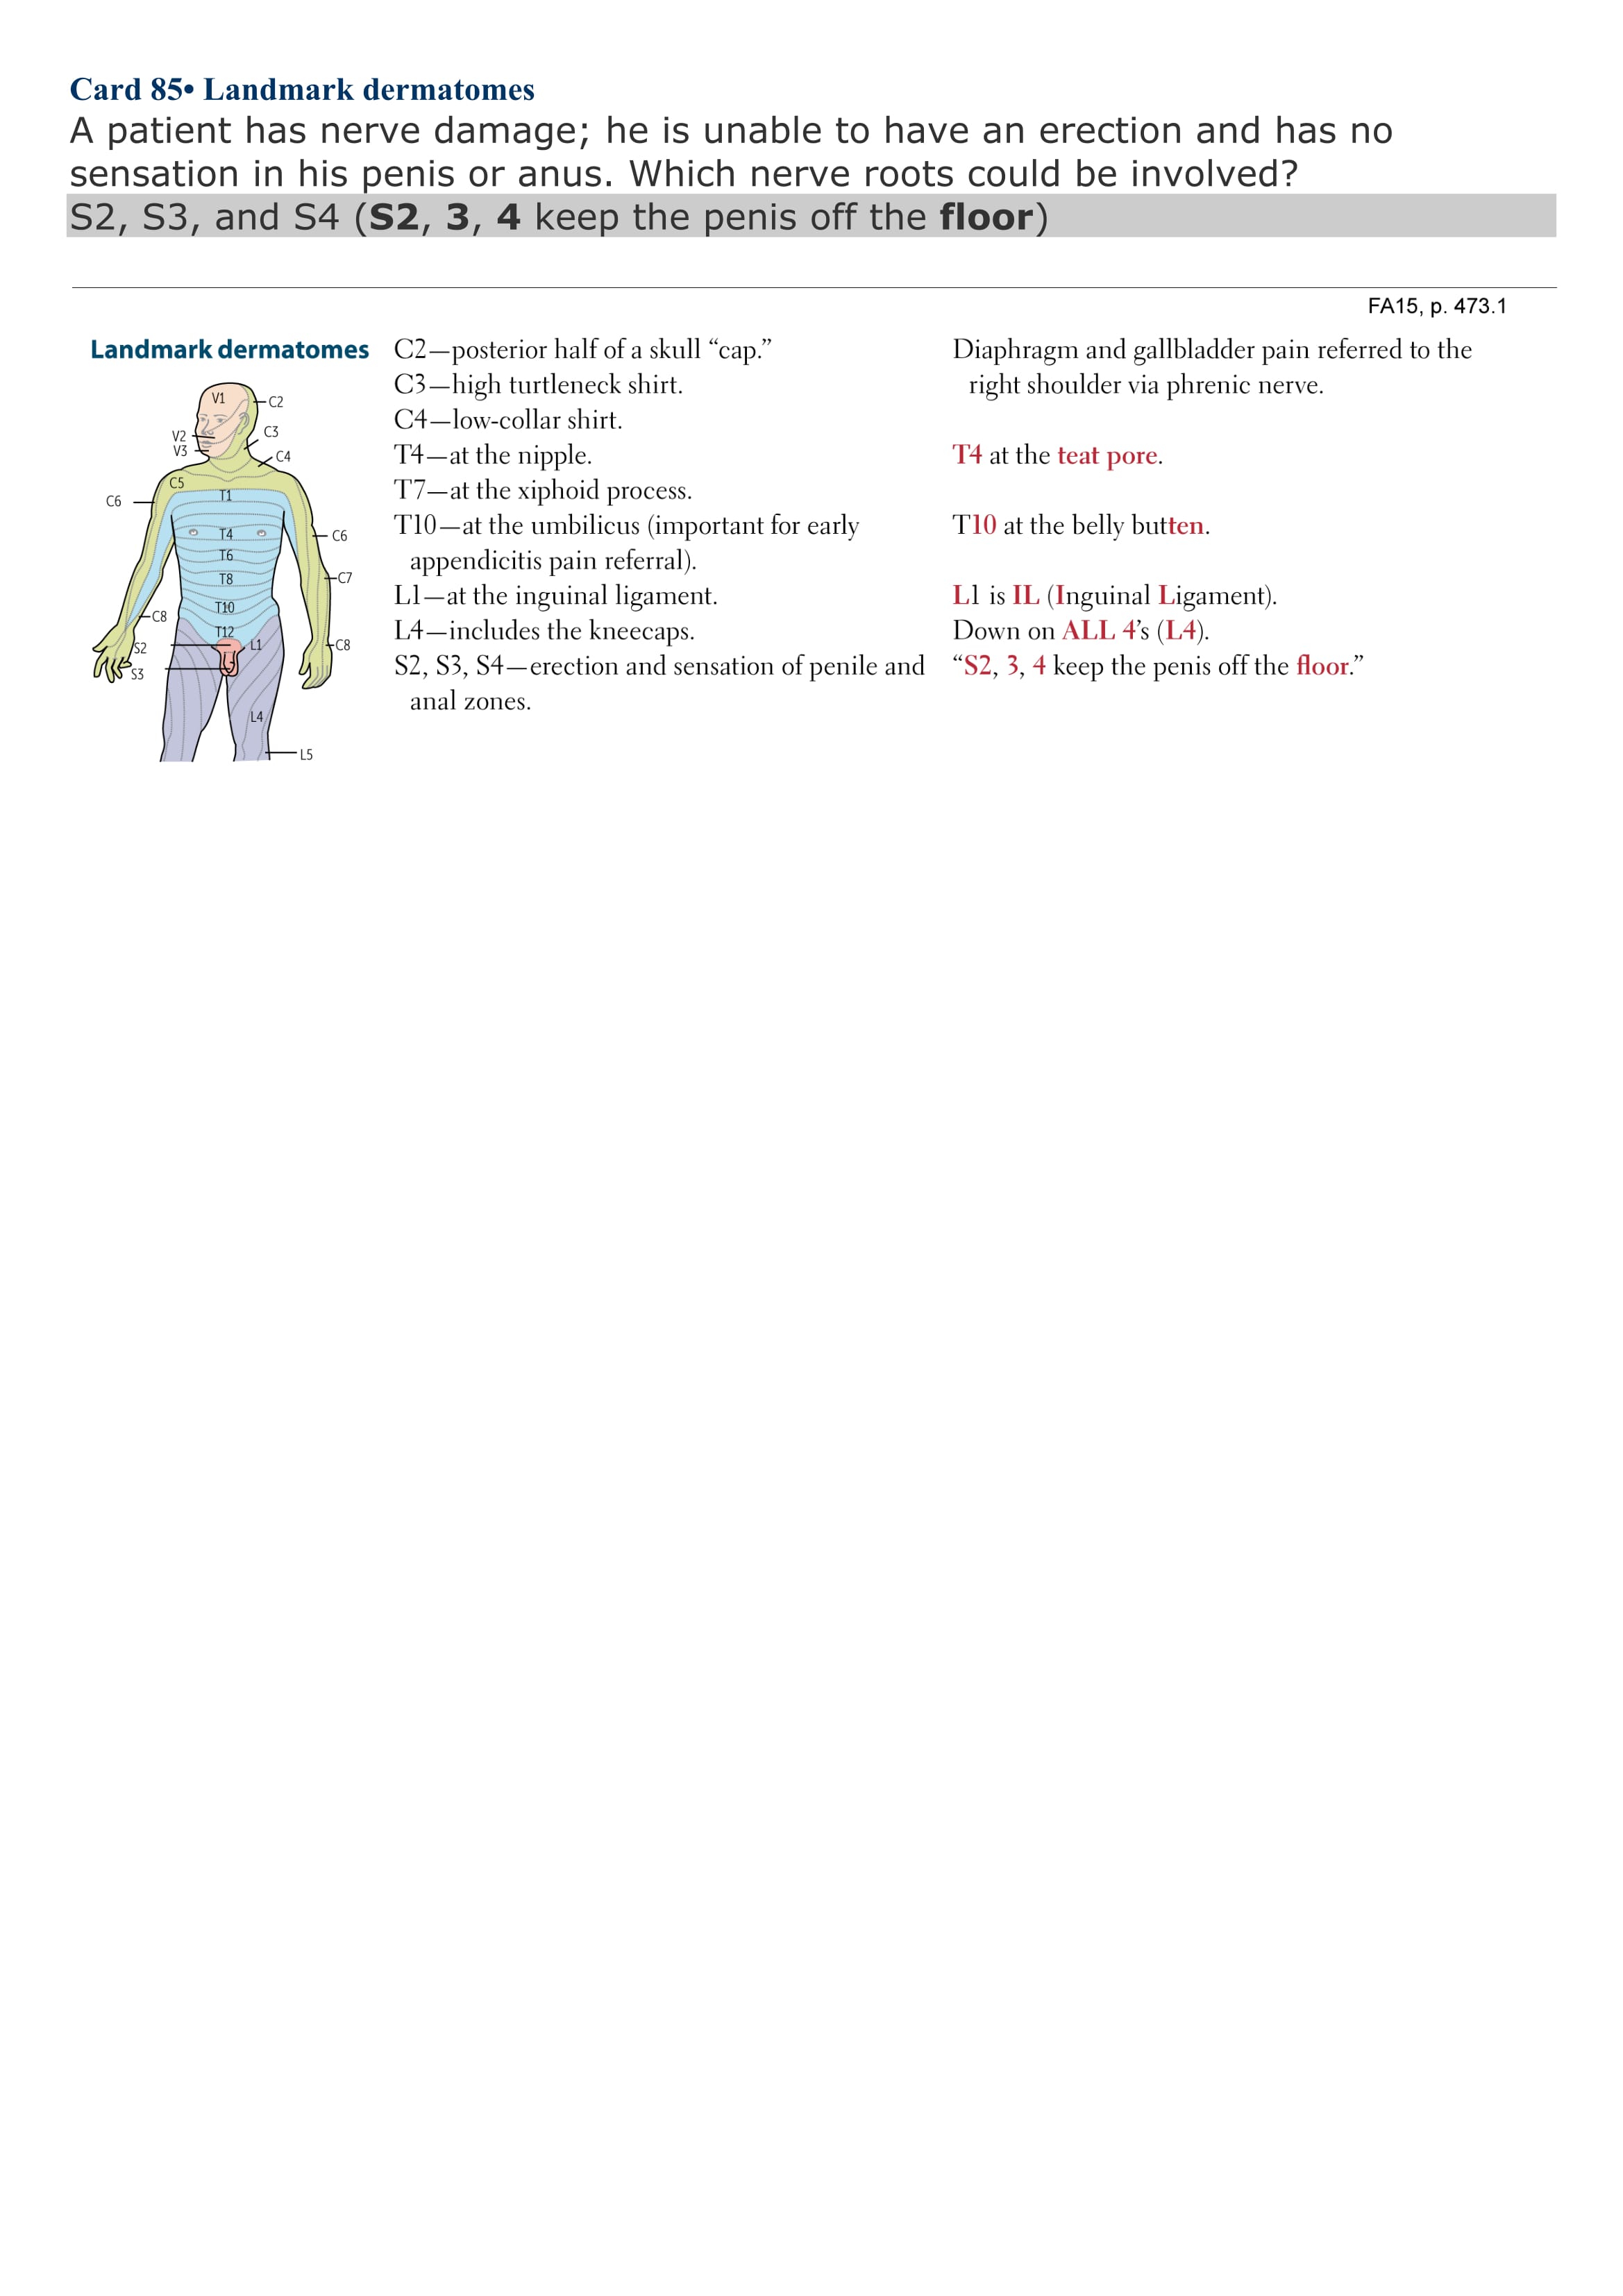 Card 85• Landmark dermatomes
A patient has nerve damage; he is unable to have an erection and has no
sensation in his penis or anus. Which nerve roots could be involved?
S2, S3, and S4 (S2, 3, 4 keep the penis off the floor)
FA15, p. 473.1
Landmark dermatomes
V1
C2
V2
C3
V3
C4
C5
T1
C6
T4
C6
T6
T8
C7
T10
C8
T12
S2
L1
C8
S3
L4
L5
C2—posterior half of a skull “cap.”
C3—high turtleneck shirt.
C4—low-collar shirt.
T4—at the nipple.
T7—at the xiphoid process.
T10—at the umbilicus (important for early
appendicitis pain referral).
L1—at the inguinal ligament.
L4—includes the kneecaps.
S2, S3, S4—erection and sensation of penile and
anal zones.
Diaphragm and gallbladder pain referred to the
right shoulder via phrenic nerve.
T4 at the teat pore.
T10 at the belly butten.
L1 is IL (Inguinal Ligament).
Down on ALL 4’s (L4).
“S2, 3, 4 keep the penis off the floor.”